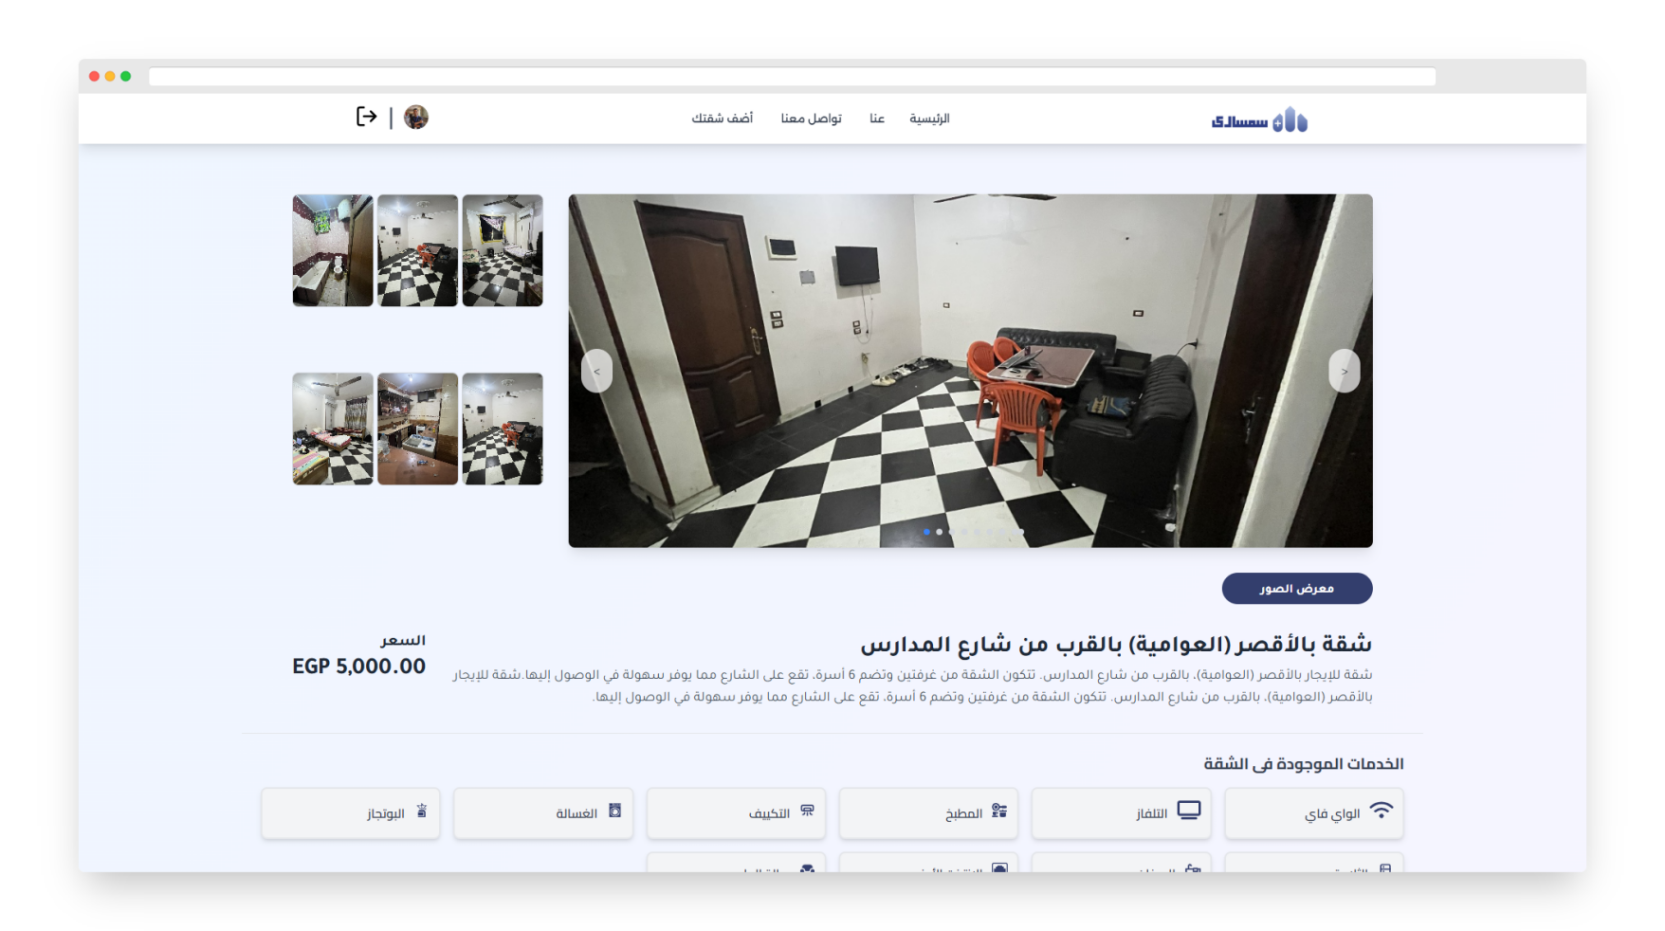 سمسارك
الرئيسية
عنا
تواصل معنا
أضف شقتك
معرض الصور
شقة بالأقصر (العوامية) بالقرب من شارع المدارس
السعر
EGP 5,000.00
شقة للإيجار بالأقصر (العوامية)، بالقرب من شارع المدارس. تتكون الشقة من غرفتين وتضم 6 أسرة. تقع على الشارع مما يوفر سهولة في الوصول إليها.شقة للإيجار
بالأقصر (العوامية)، بالقرب من شارع المدارس. تتكون الشقة من غرفتين وتضم 6 أسرة. تقع على الشارع مما يوفر سهولة في الوصول إليها.
الخدمات الموجودة فى الشقة
الواي فاي
التلفاز
المطبخ
التكييف
الغسالة
البوتجاز